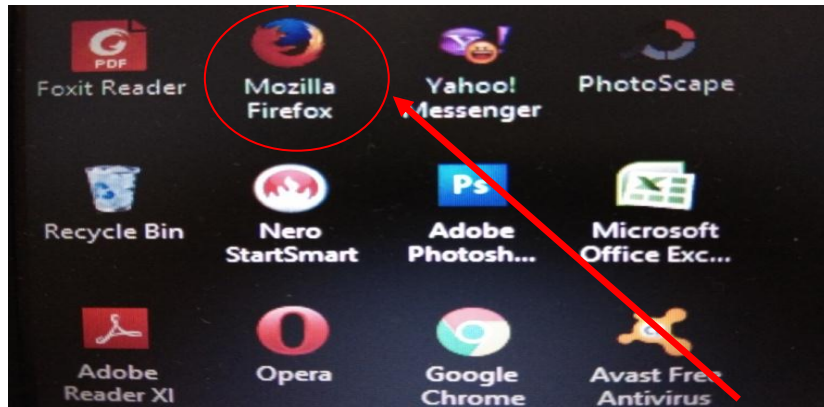 PDF
Foxit Reader
Mozilla
Firefox
Yahoo!
Messenger
PhotoScape
Recycle Bin
Nero
StartSmart
Ps
Adobe
Photosh...
Microsoft
Office Exc...
Adobe
Reader XI
Opera
Google
Chrome
Avast Free
Antivirus